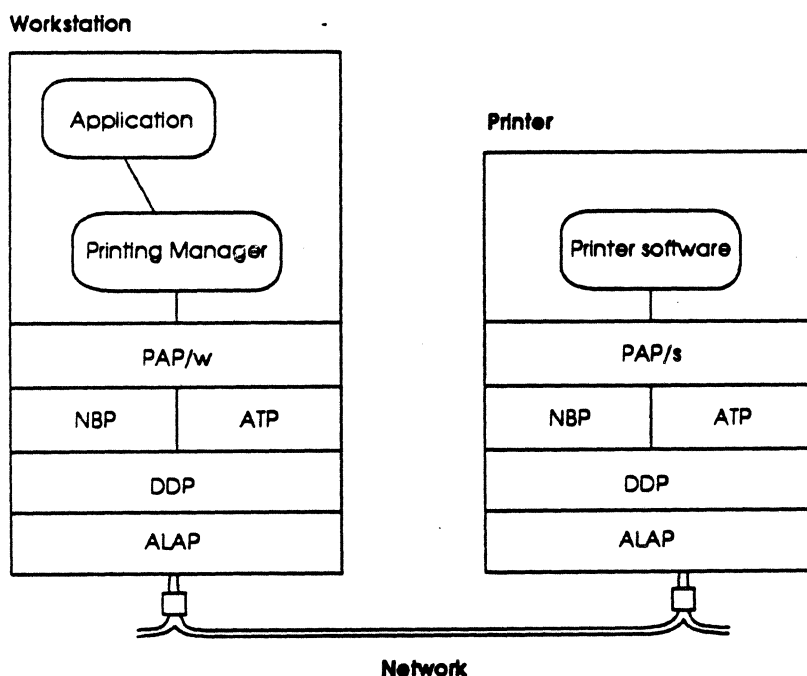 Workstation
Application
Printing Manager
PAP/w
NBP
ATP
DDP
ALAP
Printer
Printer software
PAP/s
NBP
ATP
DDP
ALAP
Network